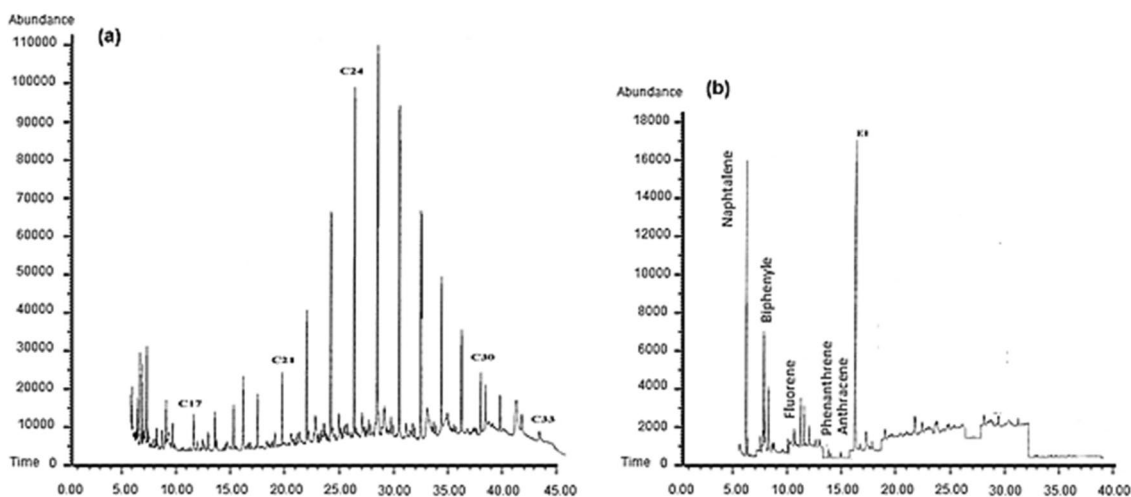 Abundance
(a)
110000
100000
90000
80000
70000
60000
50000
40000
30000
20000
10000
0
Time
0.00 5.00 10.00 15.00 20.00 25.00 30.00 35.00 40.00 45.00
C17
C21
C24
C30
C33
Abundance
(b)
18000
16000
14000
12000
10000
8000
6000
4000
2000
0
Time
0.00 5.00 10.00 15.00 20.00 25.00 30.00 35.00 40.00
Naphtalene
Biphenyle
Fluorene
Phenanthrene
Anthracene